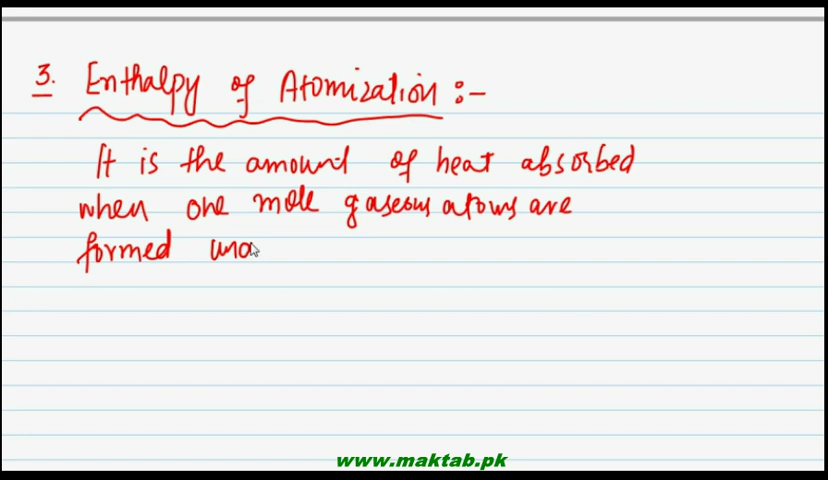 3. Enthalpy of Atomization :-
It is the amount of heat absorbed
when one mole gaseous atoms are
formed
www.maktab.pk